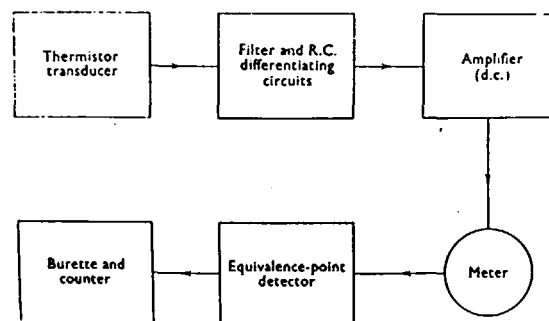 Thermistor
transducer
Filter and R.C.
differentiating
circuits
Amplifier
(d.c.)
Meter
Equivalence-point
detector
Burette and
counter